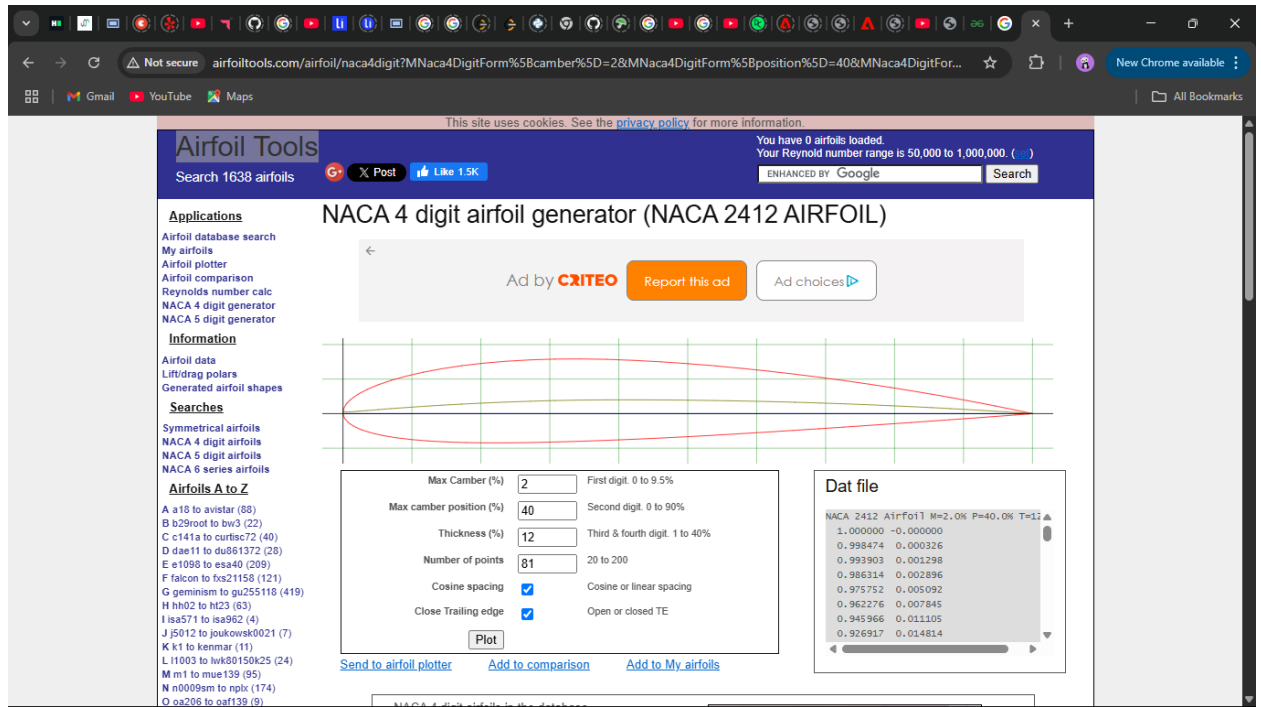 Not secure airfoiltools.com/airfoil/naca4digit?MNaca4DigitForm%5Bcamber%5D=2&MNaca4DigitForm%5Bposition%5D=40&MNaca4DigitFor...
New Chrome available
Gmail YouTube Maps
All Bookmarks
This site uses cookies. See the privacy policy for more information.
Airfoil Tools
Search 1638 airfoils
G+ X Post Like 1.5K
You have 0 airfoils loaded.
Your Reynold number range is 50,000 to 1,000,000. (set)
ENHANCED BY Google Search
Applications
Airfoil database search
My airfoils
Airfoil plotter
Airfoil comparison
Reynolds number calc
NACA 4 digit generator
NACA 5 digit generator
Information
Airfoil data
Lift/drag polars
Generated airfoil shapes
Searches
Symmetrical airfoils
NACA 4 digit airfoils
NACA 5 digit airfoils
NACA 6 series airfoils
Airfoils A to Z
A a18 to avistar (88)
B b29root to bw3 (22)
C c141a to curtisc72 (40)
D dae11 to du861372 (28)
E e1098 to esa40 (209)
F falcon to fxs21158 (121)
G geminism to gu255118 (419)
H hh02 to ht23 (63)
I isa571 to isa962 (4)
J j5012 to joukowsk0021 (7)
K k1 to kenmar (11)
L l1003 to lwk80150k25 (24)
M m1 to mue139 (95)
N n0009sm to nplx (174)
O oa206 to oaf139 (9)
NACA 4 digit airfoil generator (NACA 2412 AIRFOIL)
Ad by CRITEO
Report this ad
Ad choices
Max Camber (%) 2 First digit. 0 to 9.5%
Max camber position (%) 40 Second digit. 0 to 90%
Thickness (%) 12 Third & fourth digit. 1 to 40%
Number of points 81 20 to 200
Cosine spacing Cosine or linear spacing
Close Trailing edge Open or closed TE
Plot
Send to airfoil plotter Add to comparison Add to My airfoils
Dat file
NACA 2412 Airfoil M=2.0% P=40.0% T=12
1.000000 -0.000000
0.998474 0.000326
0.993903 0.001298
0.986314 0.002896
0.975752 0.005092
0.962276 0.007845
0.945966 0.011105
0.926917 0.014814
NACA 4 digit airfoils in the database